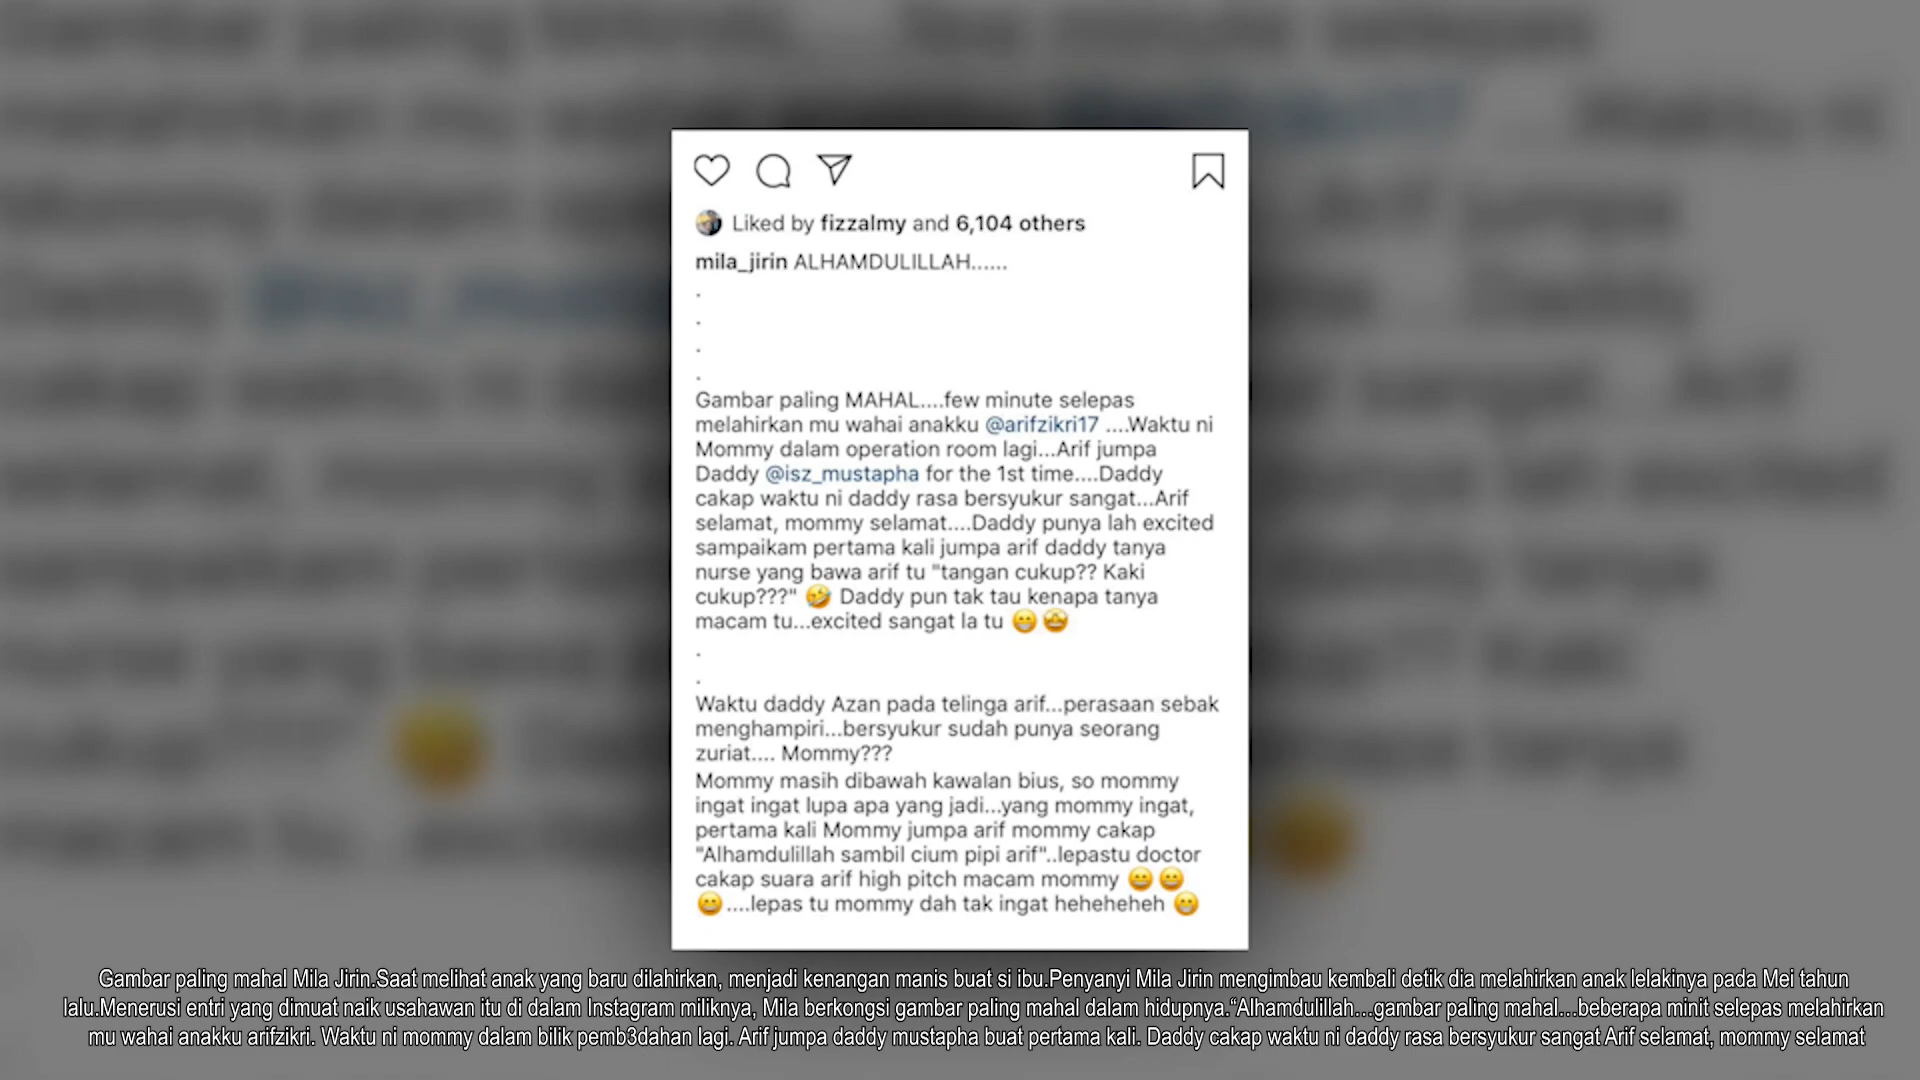 Liked by fizzalmy and 6,104 others
mila_jirin ALHAMDULILLAH......
.
.
.
.
Gambar paling MAHAL....few minute selepas
melahirkan mu wahai anakku @arifzikri17 ....Waktu ni
Mommy dalam operation room lagi...Arif jumpa
Daddy @isz_mustapha for the 1st time....Daddy
cakap waktu ni daddy rasa bersyukur sangat...Arif
selamat, mommy selamat....Daddy punya lah excited
sampaikam pertama kali jumpa arif daddy tanya
nurse yang bawa arif tu "tangan cukup?? Kaki
cukup???" 🤣 Daddy pun tak tau kenapa tanya
macam tu...excited sangat la tu 😁 🤩
.
.
Waktu daddy Azan pada telinga arif...perasaan sebak
menghampiri...bersyukur sudah punya seorang
zuriat.... Mommy???
Mommy masih dibawah kawalan bius, so mommy
ingat ingat lupa apa yang jadi...yang mommy ingat,
pertama kali Mommy jumpa arif mommy cakap
"Alhamdulillah sambil cium pipi arif"..lepastu doctor
cakap suara arif high pitch macam mommy 😁 😁
😁 ....lepas tu mommy dah tak ingat heheheheh 😁
Gambar paling mahal Mila Jirin.Saat melihat anak yang baru dilahirkan, menjadi kenangan manis buat si ibu.Penyanyi Mila Jirin mengimbau kembali detik dia melahirkan anak lelakinya pada Mei tahun
lalu.Menerusi entri yang dimuat naik usahawan itu di dalam Instagram miliknya, Mila berkongsi gambar paling mahal dalam hidupnya.“Alhamdulillah....gambar paling mahal...beberapa minit selepas melahirkan
mu wahai anakku arifzikri. Waktu ni mommy dalam bilik pemb3dahan lagi. Arif jumpa daddy mustapha buat pertama kali. Daddy cakap waktu ni daddy rasa bersyukur sangat Arif selamat, mommy selamat